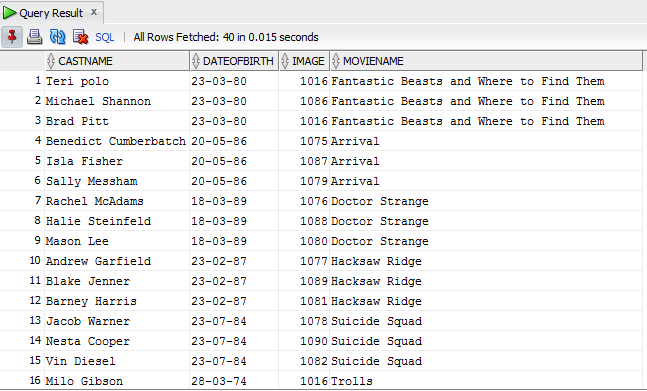 Query Result x
SQL | All Rows Fetched: 40 in 0.015 seconds
CASTNAME DATEOFBIRTH IMAGE MOVIENAME
1 Teri polo 23-03-80 1016 Fantastic Beasts and Where to Find Them
2 Michael Shannon 23-03-80 1086 Fantastic Beasts and Where to Find Them
3 Brad Pitt 23-03-80 1016 Fantastic Beasts and Where to Find Them
4 Benedict Cumberbatch 20-05-86 1075 Arrival
5 Isla Fisher 20-05-86 1087 Arrival
6 Sally Messham 20-05-86 1079 Arrival
7 Rachel McAdams 18-03-89 1076 Doctor Strange
8 Halie Steinfeld 18-03-89 1088 Doctor Strange
9 Mason Lee 18-03-89 1080 Doctor Strange
10 Andrew Garfield 23-02-87 1077 Hacksaw Ridge
11 Blake Jenner 23-02-87 1089 Hacksaw Ridge
12 Barney Harris 23-02-87 1081 Hacksaw Ridge
13 Jacob Warner 23-07-84 1078 Suicide Squad
14 Nesta Cooper 23-07-84 1090 Suicide Squad
15 Vin Diesel 23-07-84 1082 Suicide Squad
16 Milo Gibson 28-03-74 1016 Trolls